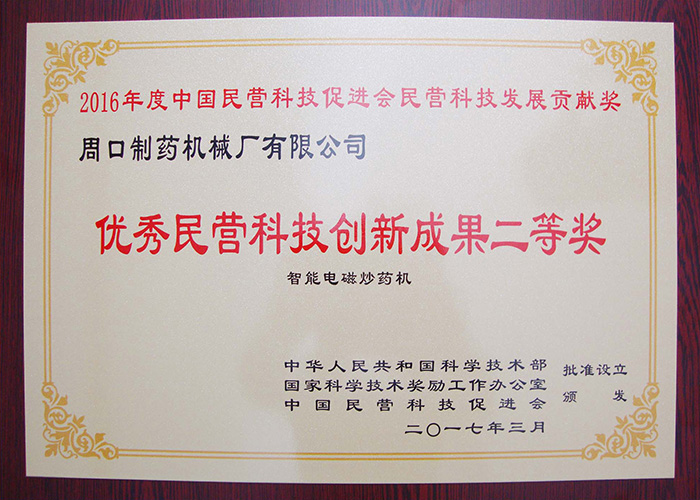 2016年度中国民营科技促进会民营科技发展贡献奖
周口制药机械厂有限公司
优秀民营科技创新成果二等奖
智能电磁炒药机
中华人民共和国科学技术部
国家科学技术奖励工作办公室
中国民营科技促进会
批准设立
颁发
二〇一七年三月